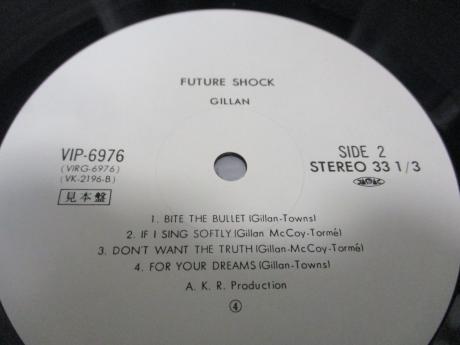 FUTURE SHOCK
GILLAN
VIP-6976
(VIRG-6976)
(VK-2196-B)
見本盤
SIDE 2
STEREO 33 1/3
1. BITE THE BULLET (Gillan-Towns)
2. IF I SING SOFTLY (Gillan McCoy-Tormé)
3. DON'T WANT THE TRUTH (Gillan-McCoy-Tormé)
4. FOR YOUR DREAMS (Gillan-Towns)
A. K. R. Production
④